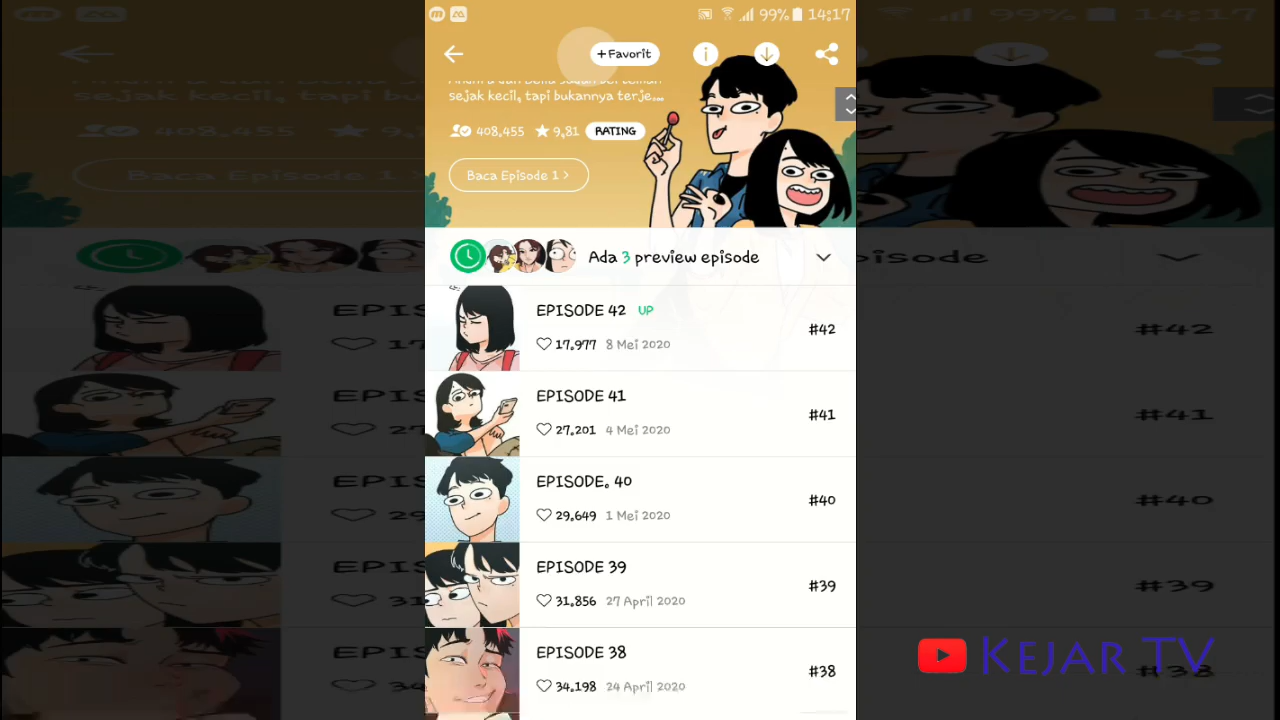 99% 14:17
+Favorit
sejak kecil, tapi bukannya terje...
408,455 9,81 RATING
Baca Episode 1 >
Ada 3 preview episode
EPISODE 42 UP
17,977 8 Mei 2020
#42
EPISODE 41
27,201 4 Mei 2020
#41
EPISODE. 40
29,649 1 Mei 2020
#40
EPISODE 39
31,856 27 April 2020
#39
EPISODE 38
34,198 24 April 2020
#38
KEJAR TV